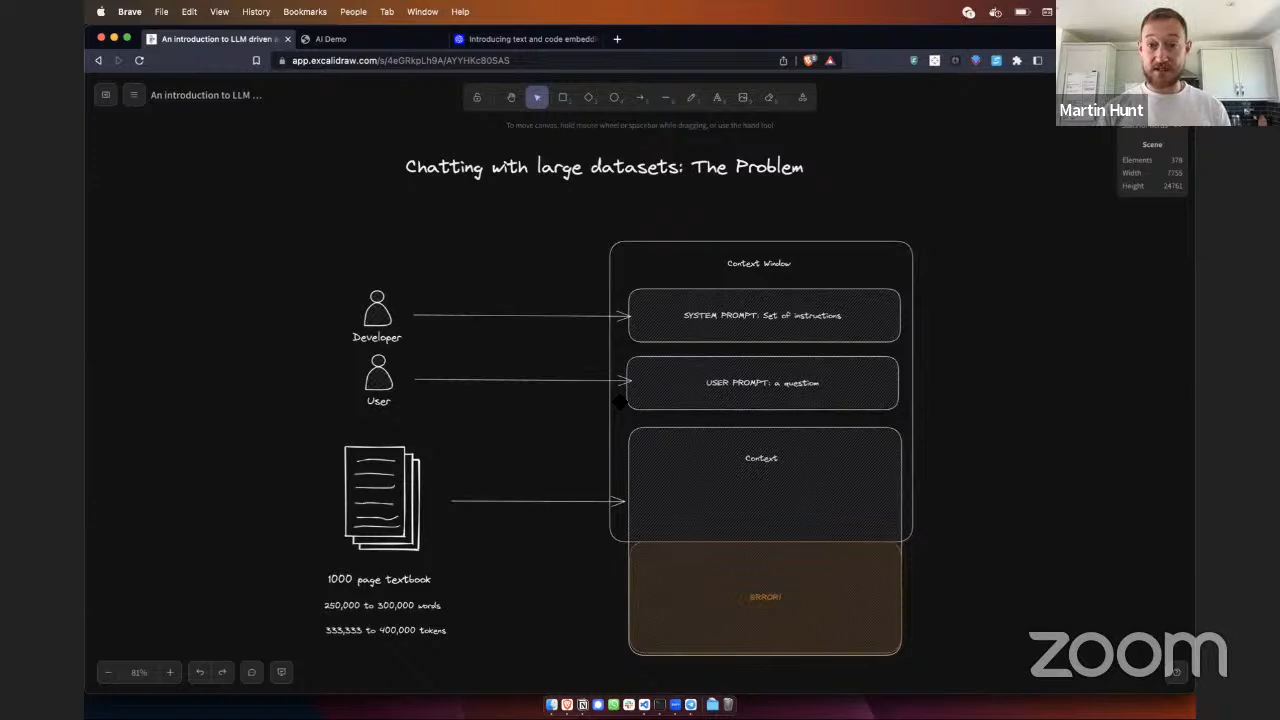 Brave File Edit View History Bookmarks People Tab Window Help
An introduction to LLM driven
AI Demo
Introducing text and code embeddi
app.excalidraw.com/s/4eGRkpLh9A/AYYHKc80SAS
Martin Hunt
An introduction to LLM ...
To move canvas, hold mouse wheel or spacebar while dragging, or use the hand tool
Scene
Elements 378
Width 7755
Height 24761
Chatting with large datasets: The Problem
Context Window
SYSTEM PROMPT: Set of instructions
Developer
USER PROMPT: a question
User
Context
1000 page textbook
ERROR!
250,000 to 300,000 words
333,333 to 400,000 tokens
81%
zoom